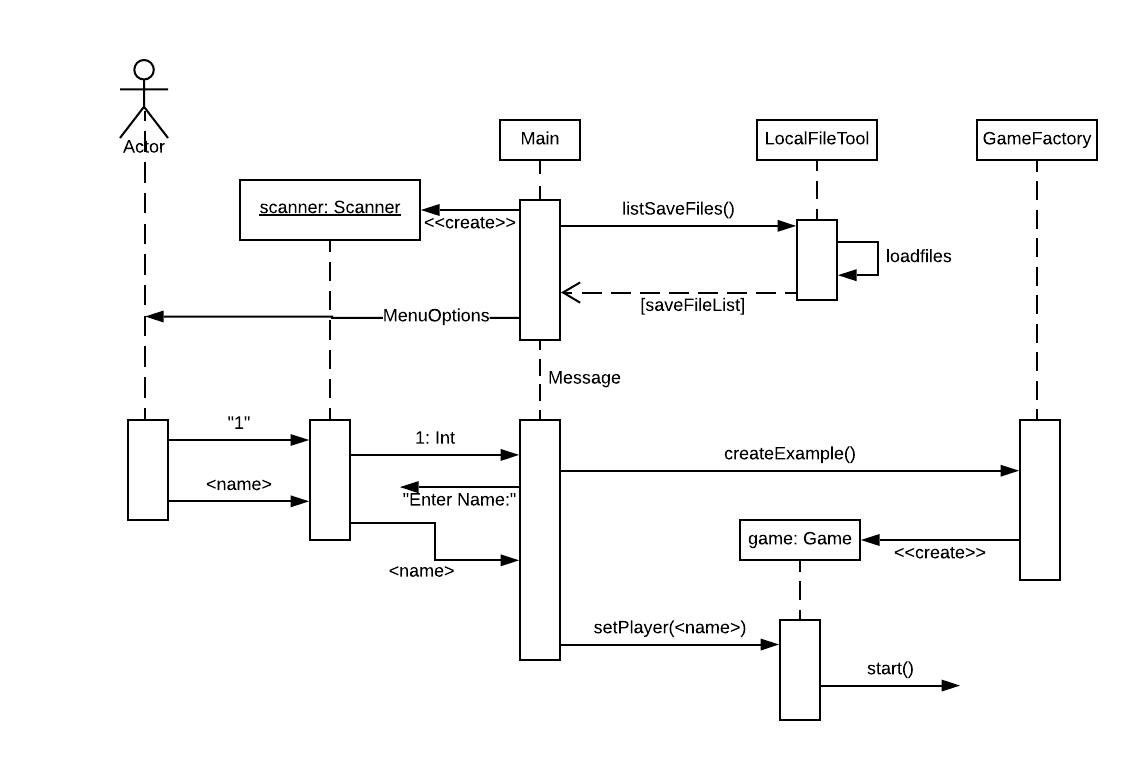 Actor
Main
LocalFileTool
GameFactory
scanner: Scanner
<<create>>
listSaveFiles()
loadfiles
[saveFileList]
MenuOptions
Message
"1"
1: Int
createExample()
<name>
"Enter Name:"
game: Game
<<create>>
<name>
setPlayer(<name>)
start()